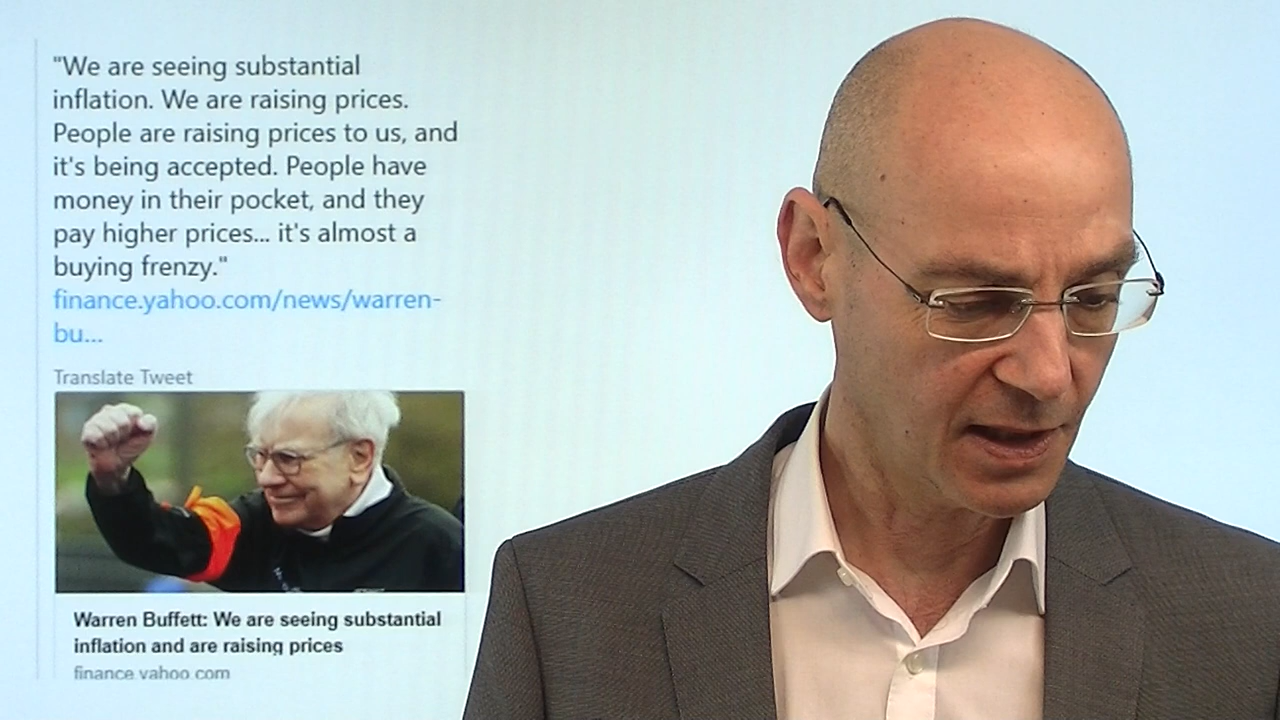 "We are seeing substantial
inflation. We are raising prices.
People are raising prices to us, and
it's being accepted. People have
money in their pocket, and they
pay higher prices... it's almost a
buying frenzy."
finance.yahoo.com/news/warren-
bu...
Translate Tweet
Warren Buffett: We are seeing substantial
inflation and are raising prices
finance.yahoo.com